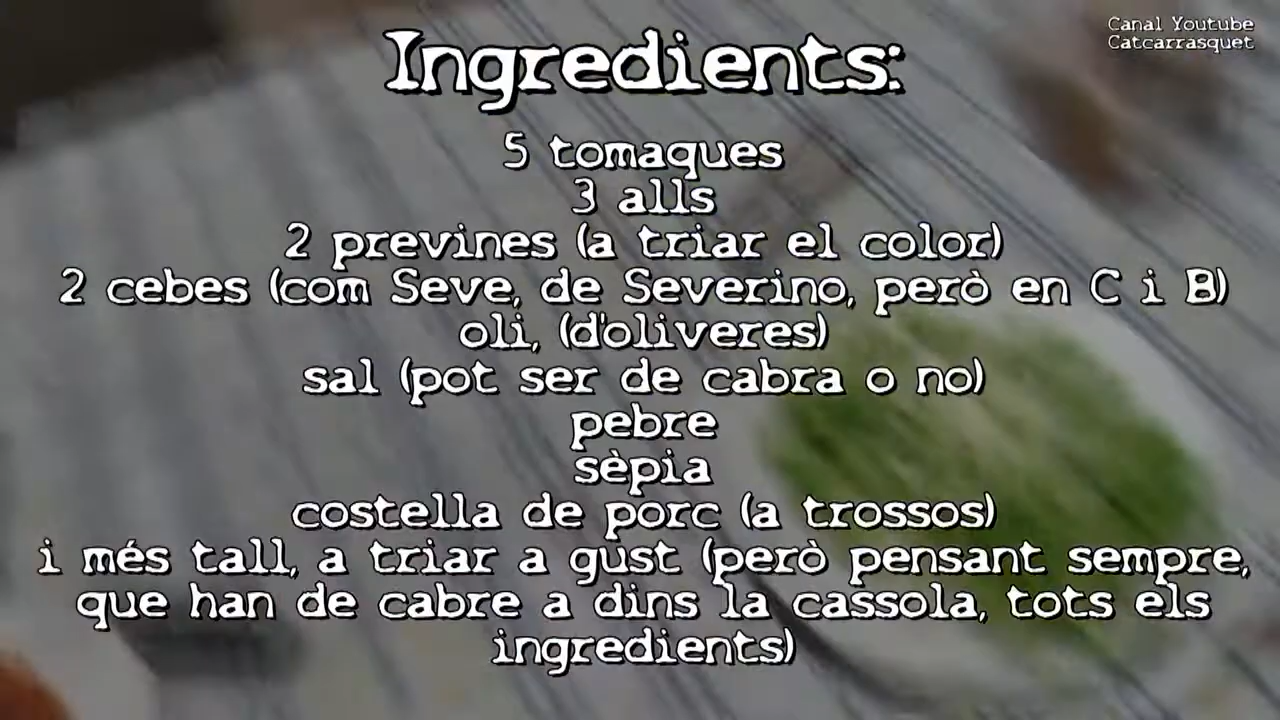 Canal Youtube
Catcarrasquet
Ingredients:
5 tomaques
3 alls
2 prevines (a triar el color)
2 cebes (com Seve, de Severino, però en C i B)
oli, (d'oliveres)
sal (pot ser de cabra o no)
pebre
sèpia
costella de porc (a trossos)
i més tall, a triar a gust (però pensant sempre,
que han de cabre a dins la cassola, tots els
ingredients)